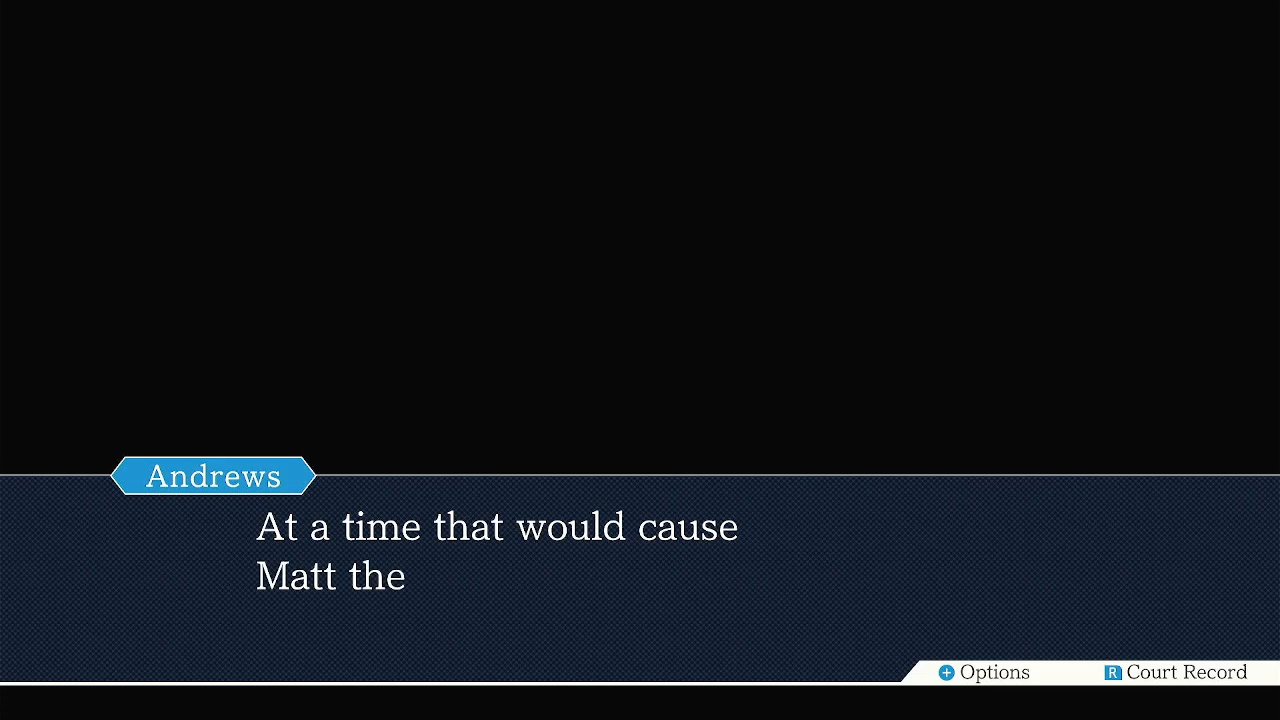 Andrews
At a time that would cause
Matt the
+ Options
R Court Record